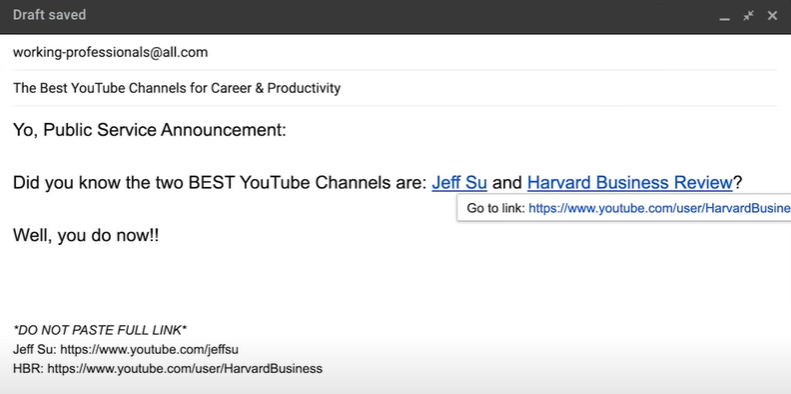 Draft saved
working-professionals@all.com
The Best YouTube Channels for Career & Productivity
Yo, Public Service Announcement:
Did you know the two BEST YouTube Channels are: Jeff Su and Harvard Business Review?
Go to link: https://www.youtube.com/user/HarvardBusine
Well, you do now!!
*DO NOT PASTE FULL LINK*
Jeff Su: https://www.youtube.com/jeffsu
HBR: https://www.youtube.com/user/HarvardBusiness